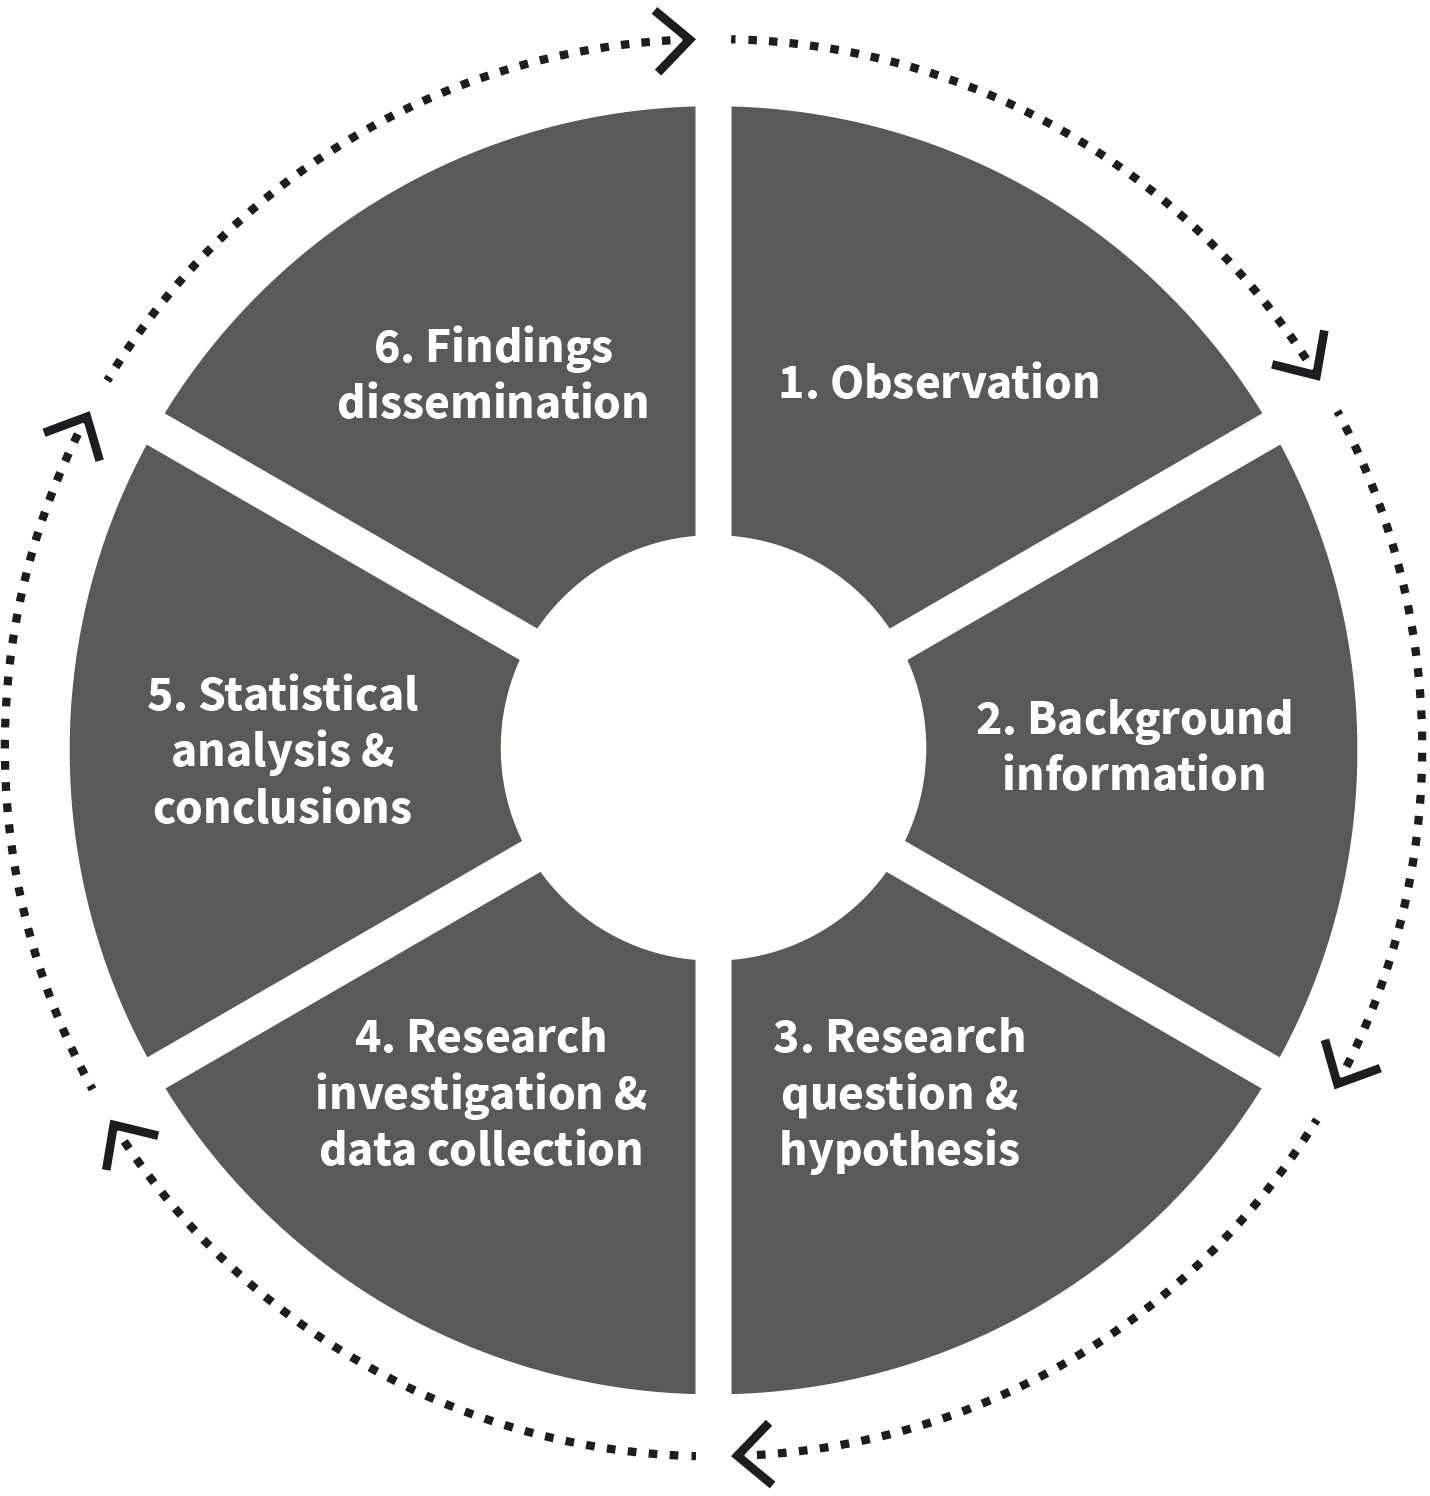 1. Observation
2. Background
information
3. Research
question &
hypothesis
4. Research
investigation &
data collection
5. Statistical
analysis &
conclusions
6. Findings
dissemination